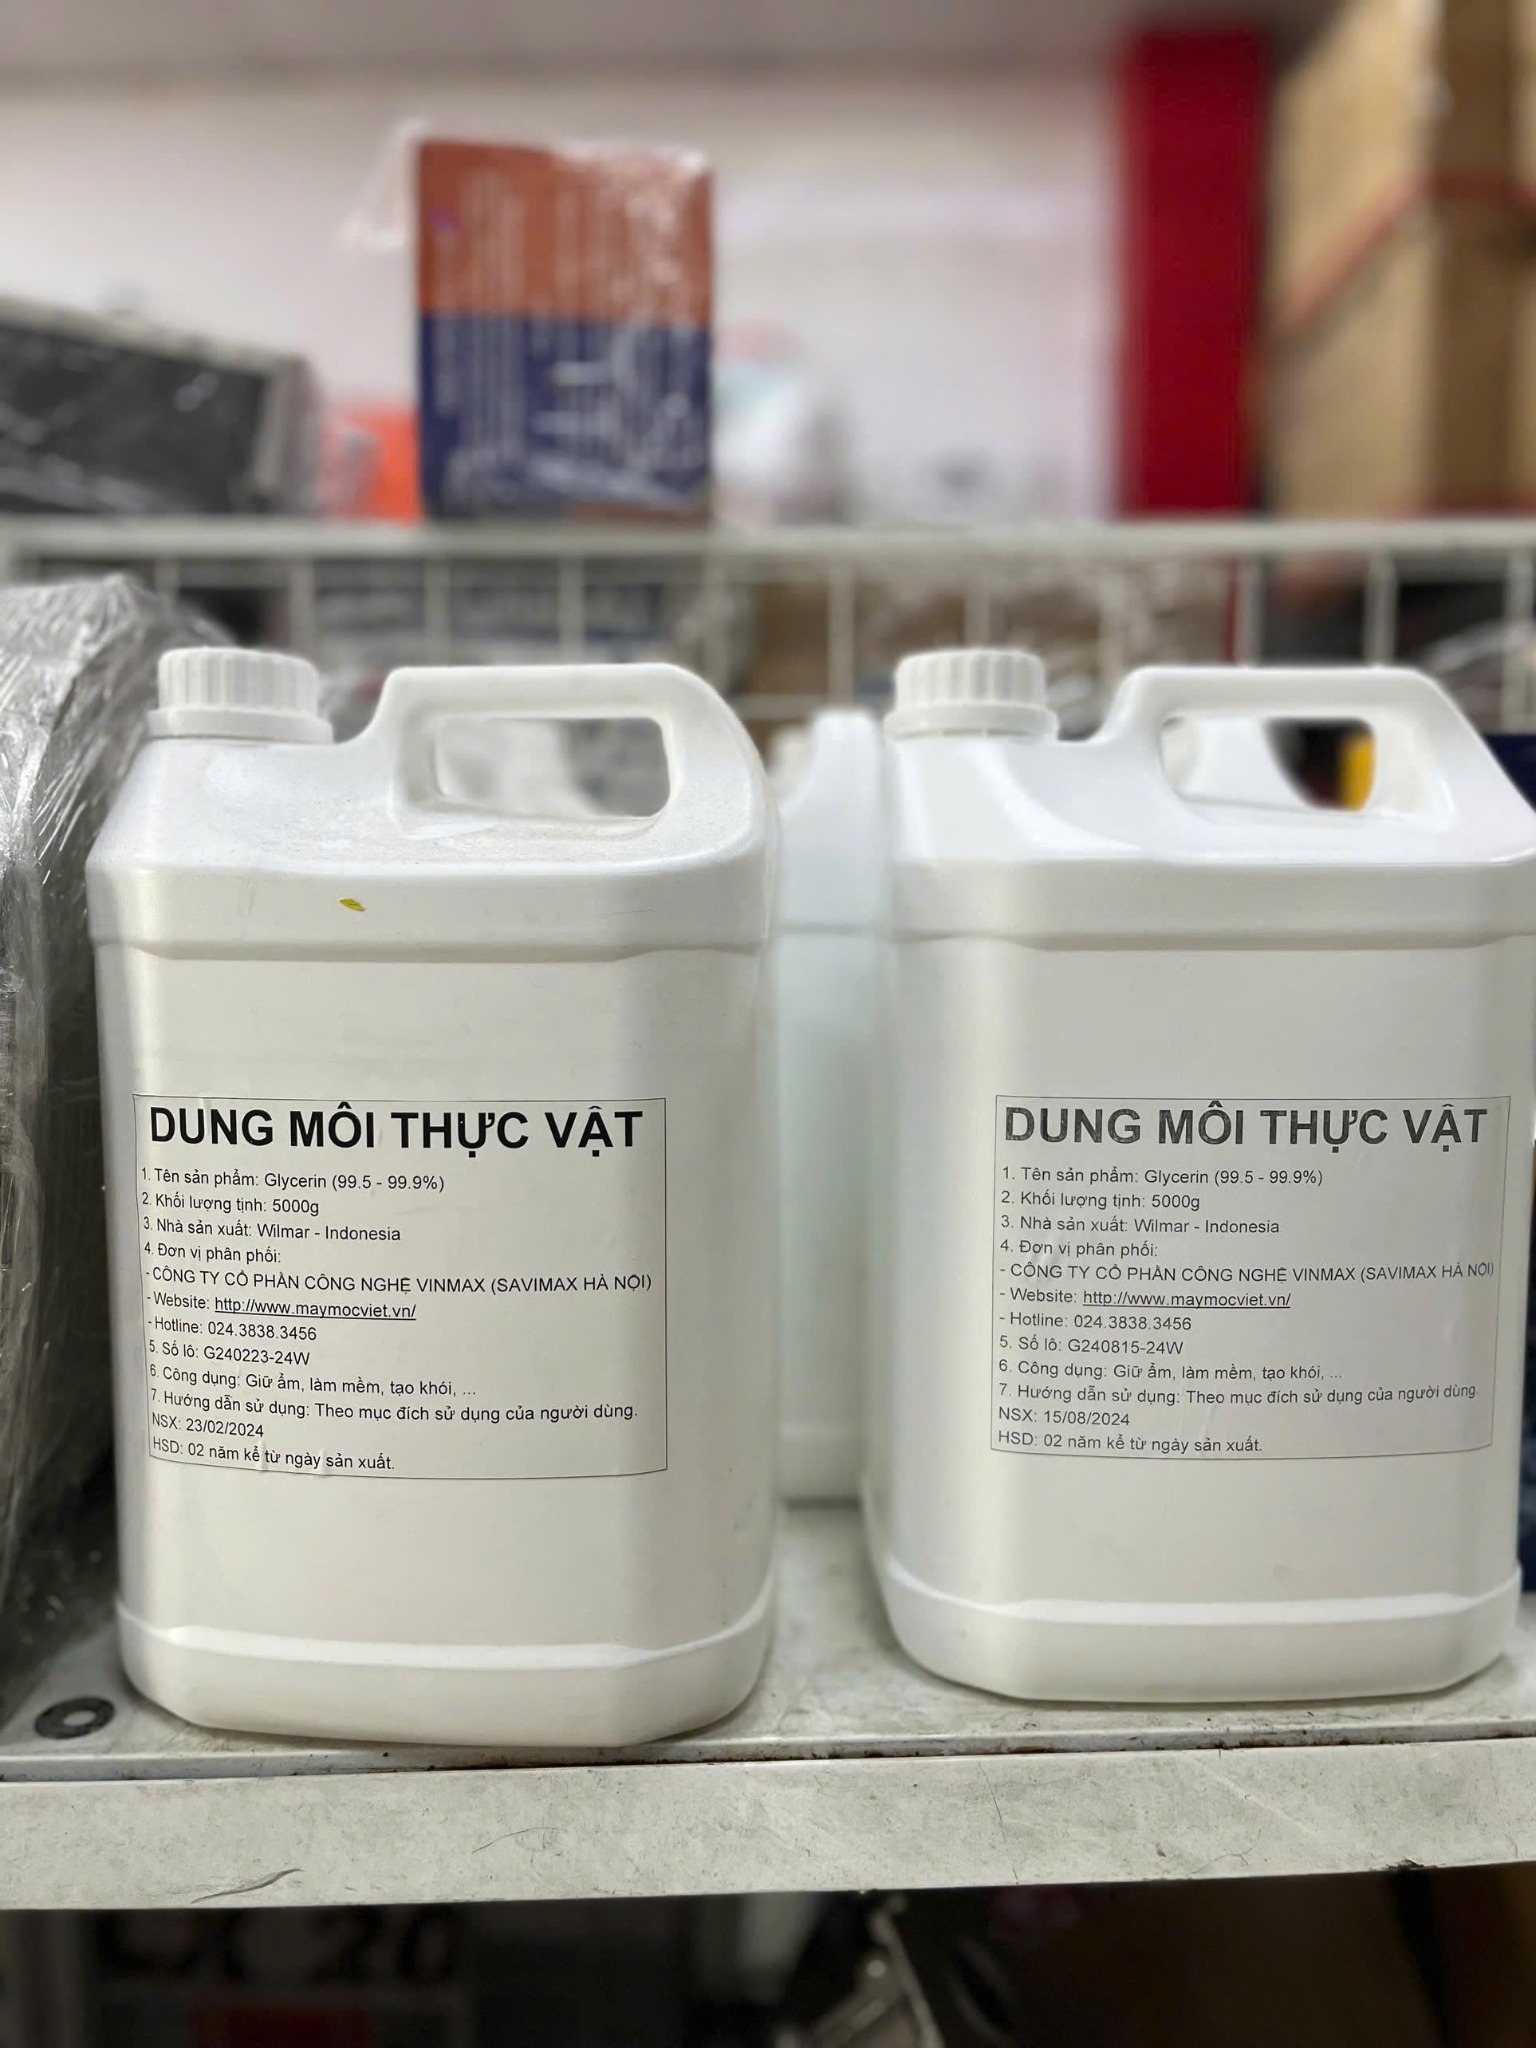 DUNG MÔI THỰC VẬT
1. Tên sản phẩm: Glycerin (99.5 - 99.9%)
2. Khối lượng tịnh: 5000g
3. Nhà sản xuất: Wilmar - Indonesia
4. Đơn vị phân phối:
- CÔNG TY CỔ PHẦN CÔNG NGHỆ VINMAX (SAVIMAX HÀ NỘI)
- Website: http://www.maymocviet.vn/
- Hotline: 024.3838.3456
5. Số lô: G240223-24W
6. Công dụng: Giữ ẩm, làm mềm, tạo khói, ...
7. Hướng dẫn sử dụng: Theo mục đích sử dụng của người dùng.
NSX: 23/02/2024
HSD: 02 năm kể từ ngày sản xuất.
DUNG MÔI THỰC VẬT
1. Tên sản phẩm: Glycerin (99.5 - 99.9%)
2. Khối lượng tịnh: 5000g
3. Nhà sản xuất: Wilmar - Indonesia
4. Đơn vị phân phối:
- CÔNG TY CỔ PHẦN CÔNG NGHỆ VINMAX (SAVIMAX HÀ NỘI)
- Website: http://www.maymocviet.vn/
- Hotline: 024.3838.3456
5. Số lô: G240815-24W
6. Công dụng: Giữ ẩm, làm mềm, tạo khói, ...
7. Hướng dẫn sử dụng: Theo mục đích sử dụng của người dùng.
NSX: 15/08/2024
HSD: 02 năm kể từ ngày sản xuất.